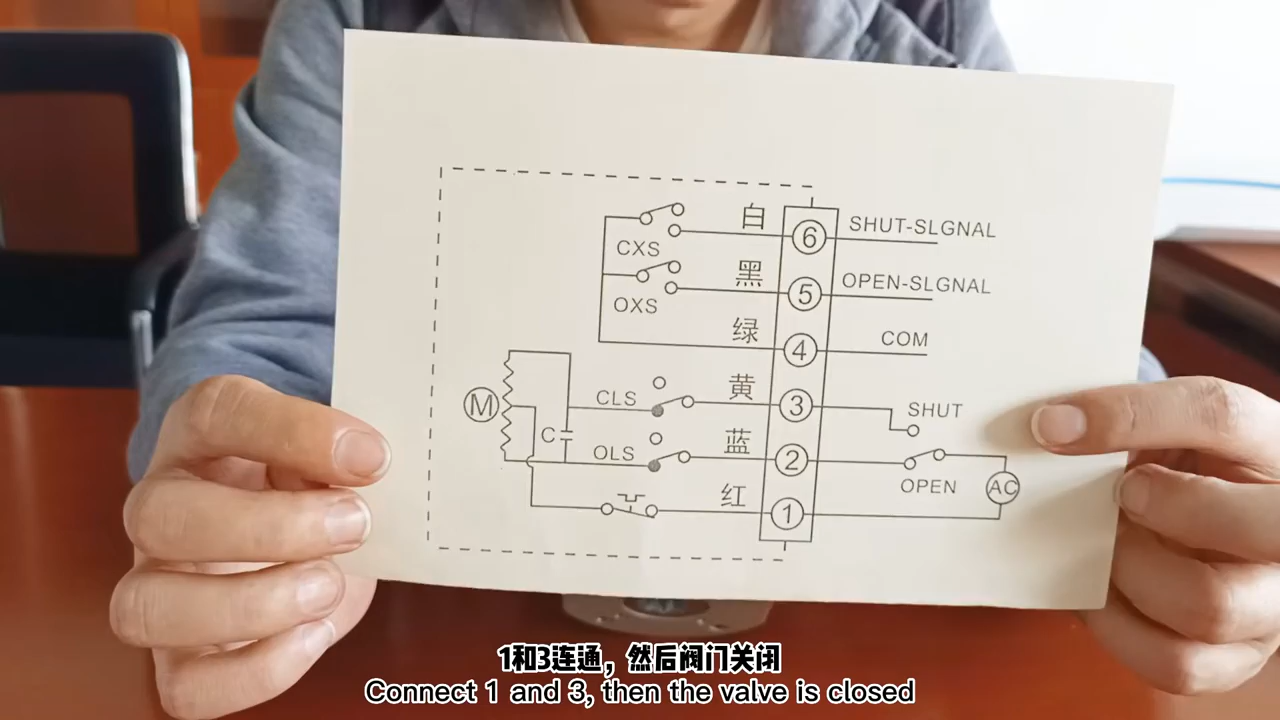 白 6 SHUT-SLGNAL
CXS
黑 5 OPEN-SLGNAL
OXS
绿 4 COM
CLS 黄 3 SHUT
M
C
OLS 蓝 2 OPEN
AC
红 1
1和3连通，然后阀门关闭
Connect 1 and 3, then the valve is closed